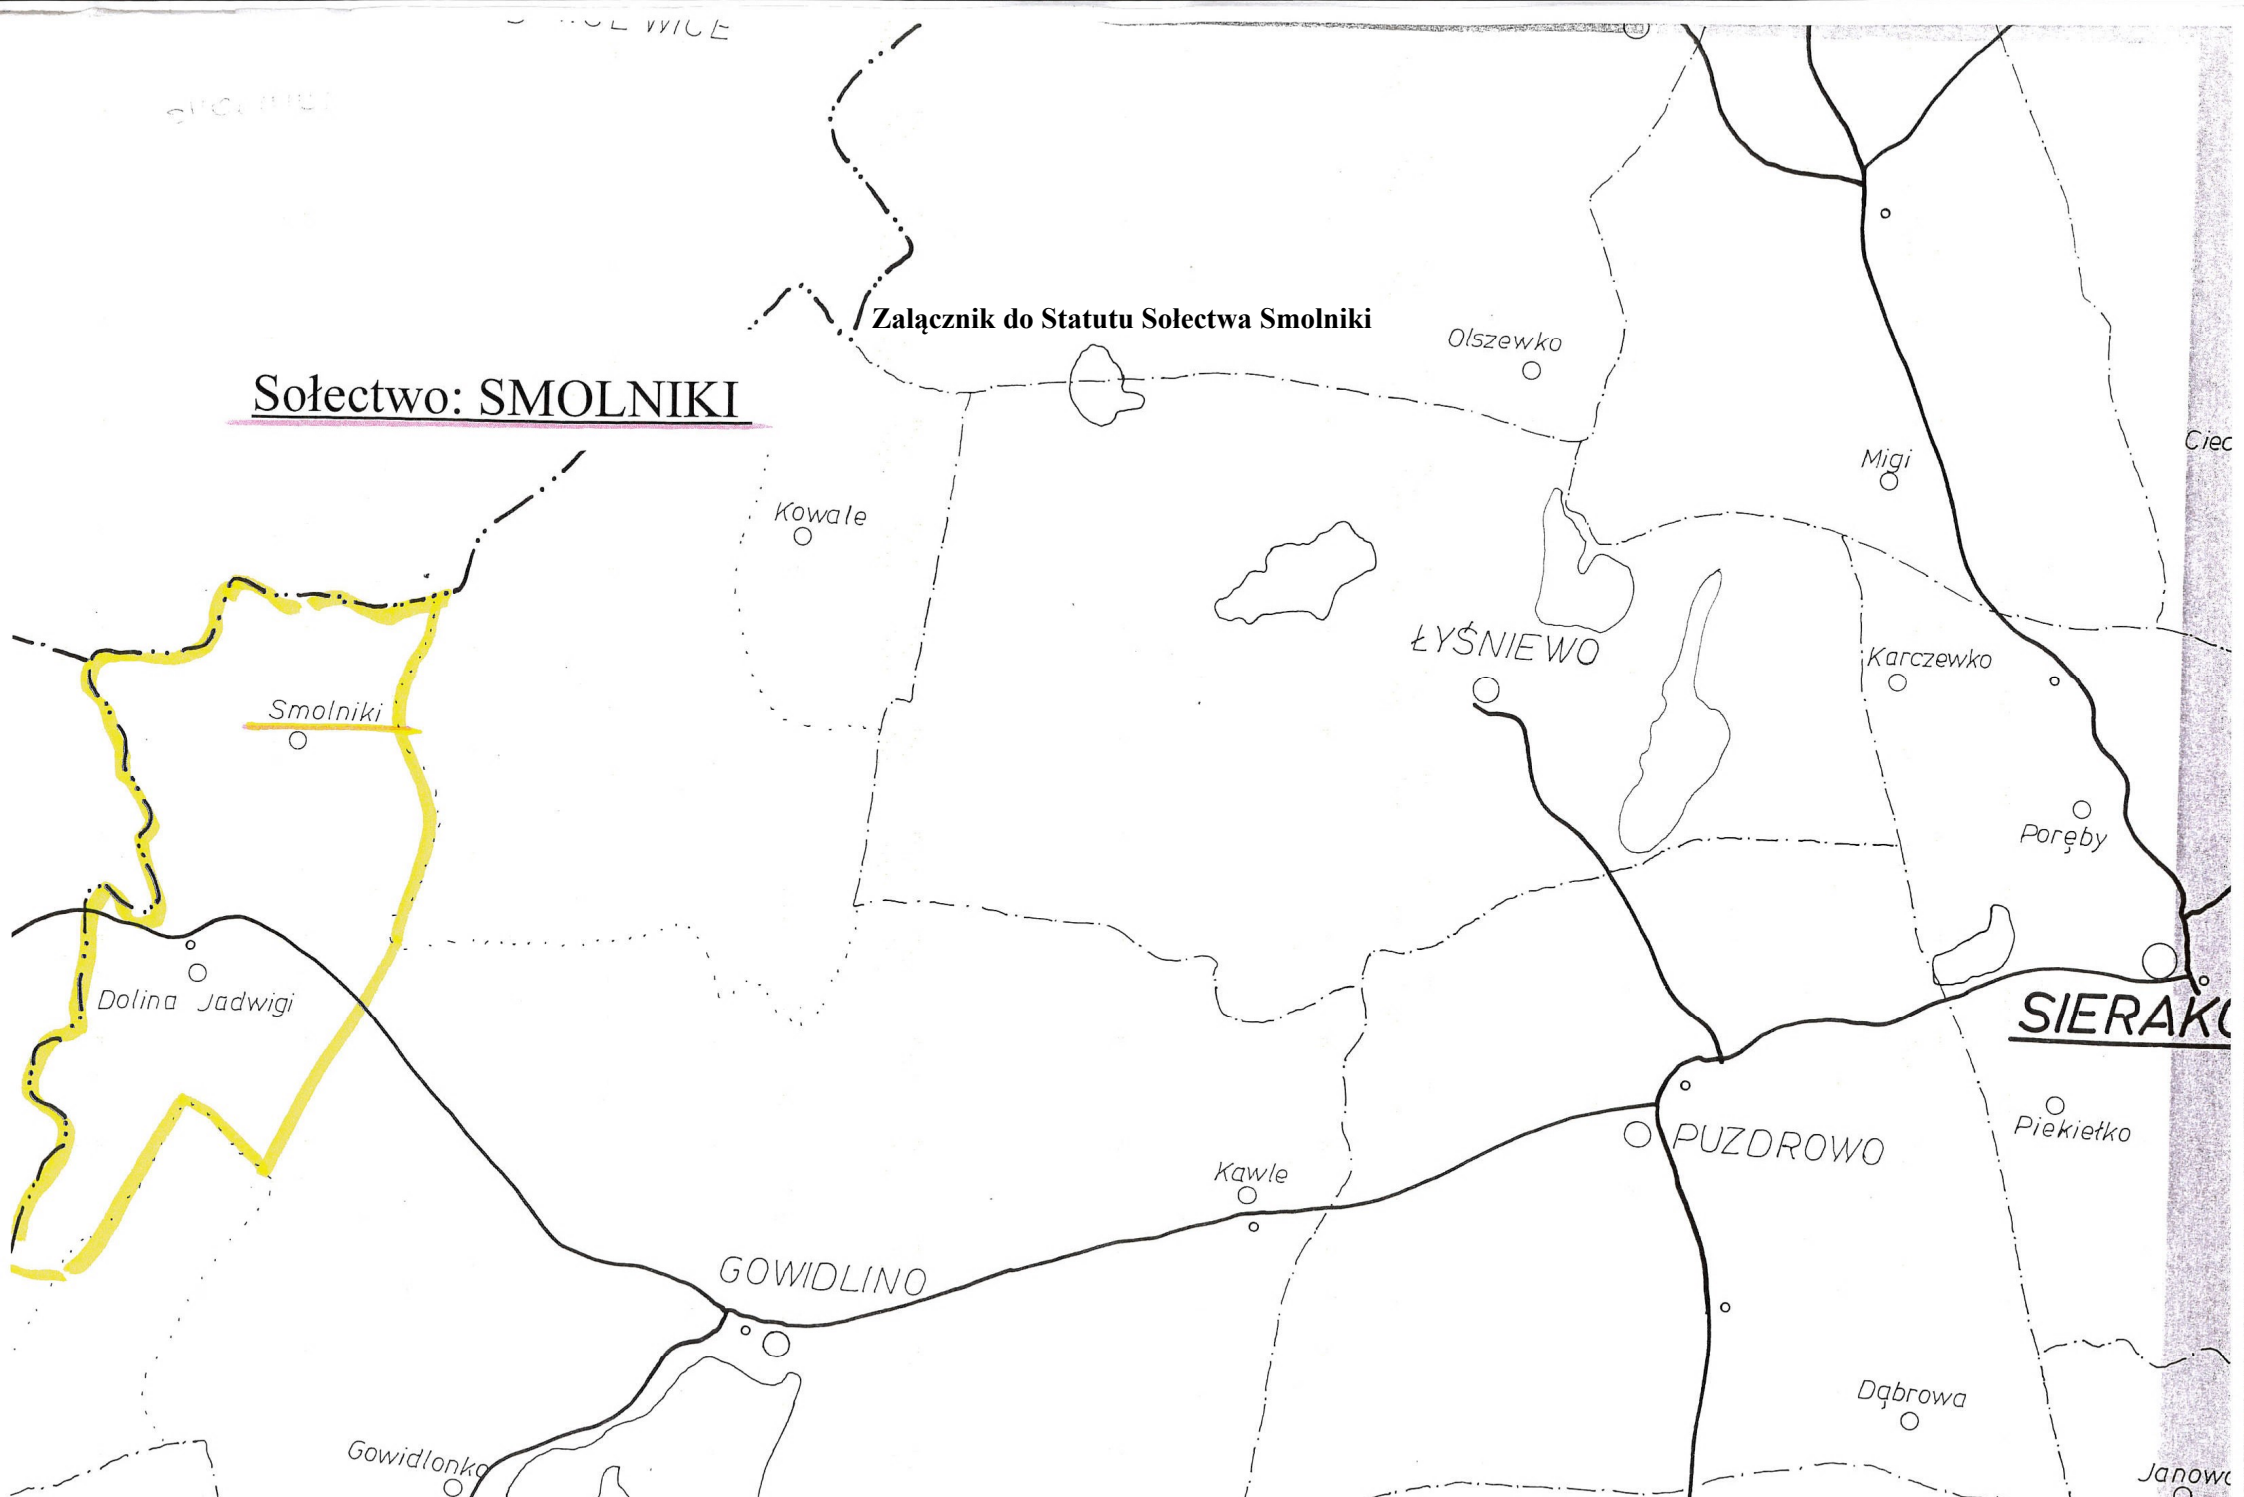 Załącznik do Statutu Sołectwa Smolniki
Sołectwo: SMOLNIKI
Olszewko
Migi
Kowale
ŁYŚNIEWO
Karczewko
Smolniki
Poręby
Dolina Jadwigi
PUZDROWO
Piekiełko
Kawle
GOWIDLINO
Dąbrowa
Gowidlonko